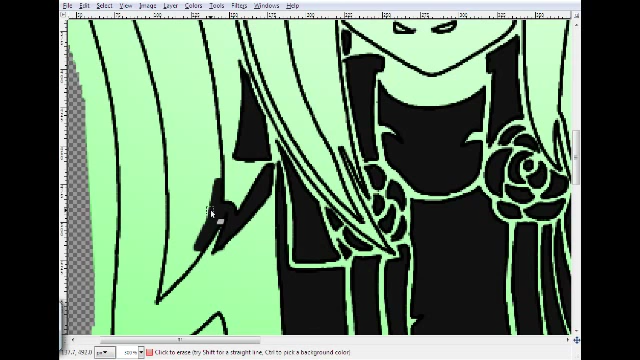 File Edit Select View Image Layer Colors Tools Filters Windows Help
300% Click to erase (try Shift for a straight line, Ctrl to pick a background color)